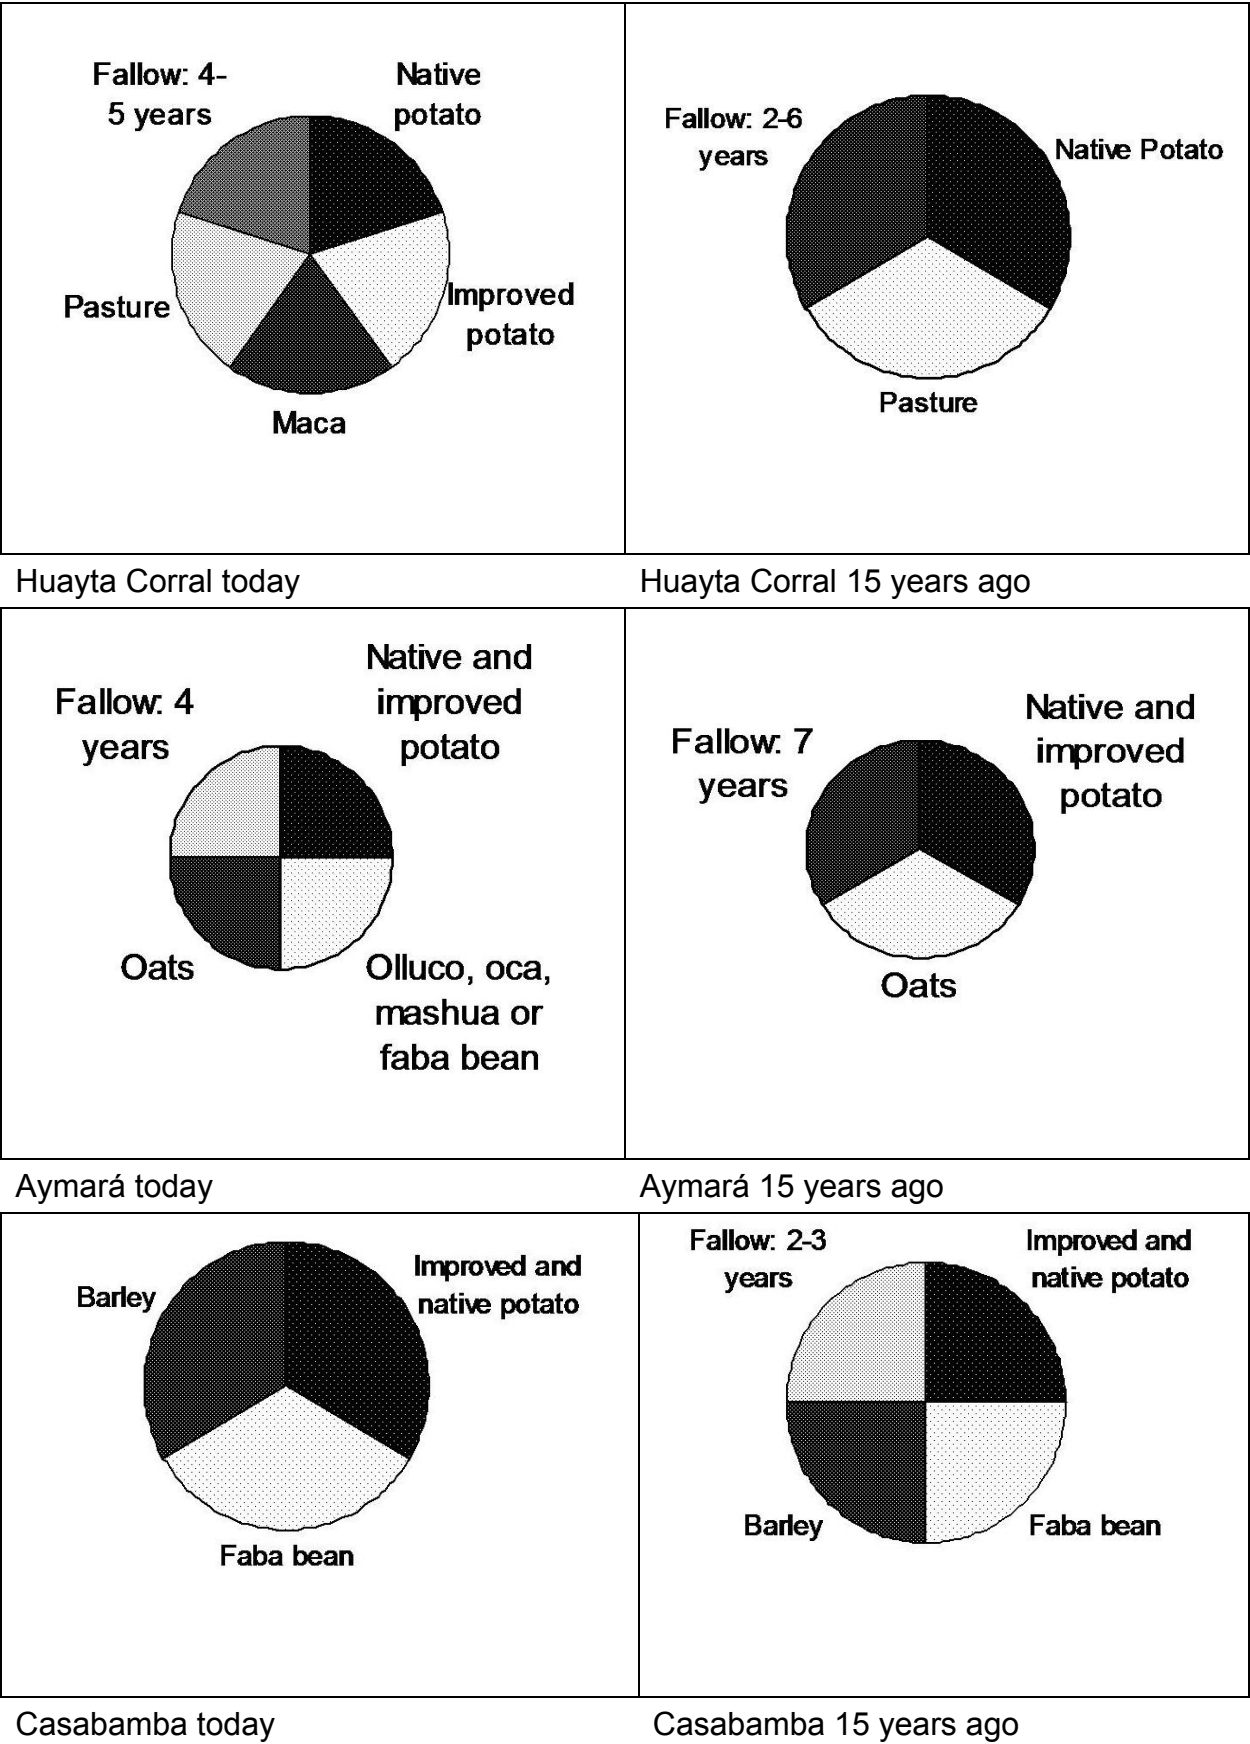 Fallow: 4-
5 years
Native
potato
Pasture
Improved
potato
Maca
Fallow: 2-6
years
Native Potato
Pasture
Huayta Corral today
Huayta Corral 15 years ago
Fallow: 4
years
Native and
improved
potato
Oats
Olluco, oca,
mashua or
faba bean
Fallow: 7
years
Native and
improved
potato
Oats
Aymará today
Aymará 15 years ago
Barley
Improved and
native potato
Faba bean
Fallow: 2-3
years
Improved and
native potato
Barley
Faba bean
Casabamba today
Casabamba 15 years ago